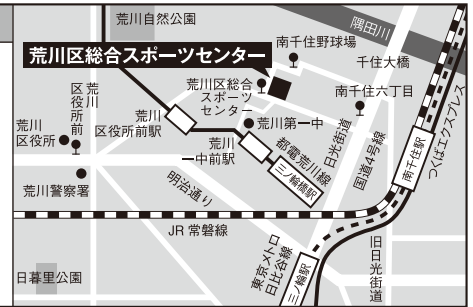 荒川自然公園
隅田川
荒川区総合スポーツセンター
南千住野球場
千住大橋
荒川区総合
スポーツ
センター
南千住六丁目
荒川
区役所前
荒川
区役所前駅
荒川第一中
荒川
区役所
荒川
一中前駅
都電荒川線
三ノ輪橋駅
日光街道
国道4号線
南千住駅
つくばエクスプレス
荒川警察署
明治通り
JR 常磐線
日暮里公園
東京メトロ
日比谷線
三ノ輪駅
旧日光街道